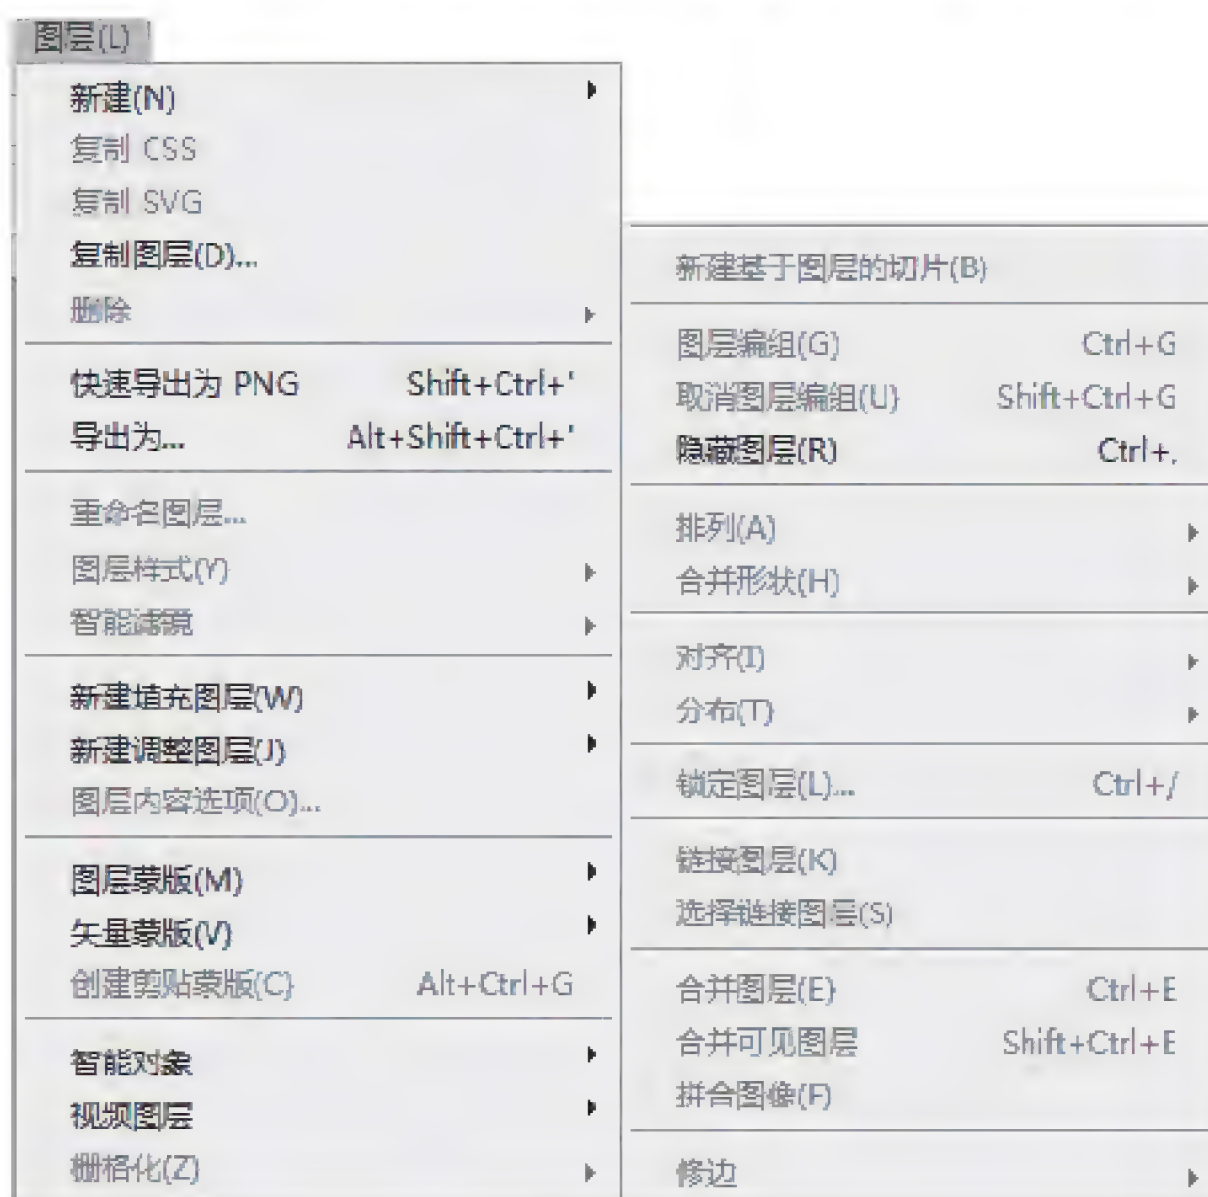 图层(L)
新建(N)
复制 CSS
复制 SVG
复制图层(D)...
删除
快速导出为 PNG Shift+Ctrl+'
导出为... Alt+Shift+Ctrl+'
重命名图层...
图层样式(Y)
智能滤镜
新建填充图层(W)
新建调整图层(J)
图层内容选项(O)...
图层蒙版(M)
矢量蒙版(V)
创建剪贴蒙版(C) Alt+Ctrl+G
智能对象
视频图层
栅格化(Z)
新建基于图层的切片(B)
图层编组(G) Ctrl+G
取消图层编组(U) Shift+Ctrl+G
隐藏图层(R) Ctrl+,
排列(A)
合并形状(H)
对齐(I)
分布(T)
锁定图层(L)... Ctrl+/
链接图层(K)
选择链接图层(S)
合并图层(E) Ctrl+E
合并可见图层 Shift+Ctrl+E
拼合图像(F)
修边